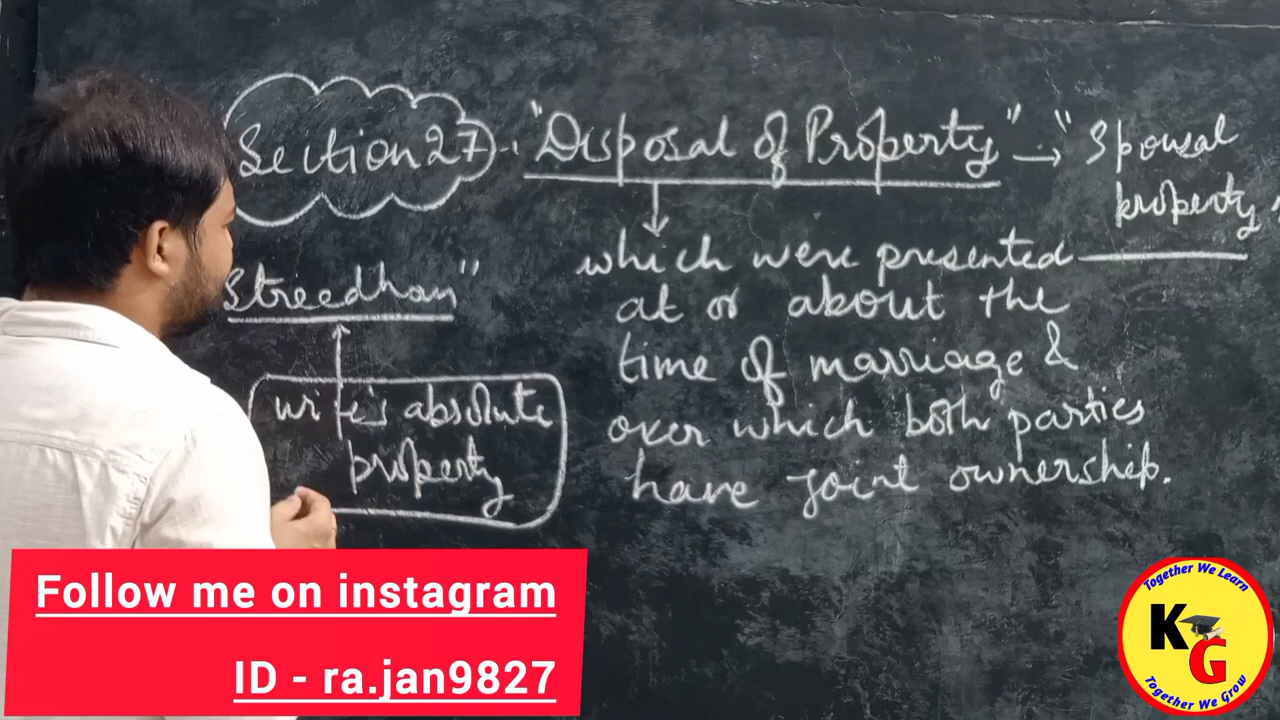 Section 27 :- "Disposal of Property" → "Spousal
property"
which were presented
at or about the
time of marriage &
over which both parties
have joint ownership.
Streedhan"
wife's absolute
property
Follow me on instagram
ID - ra.jan9827
Together We Learn
KG
Together We Grow